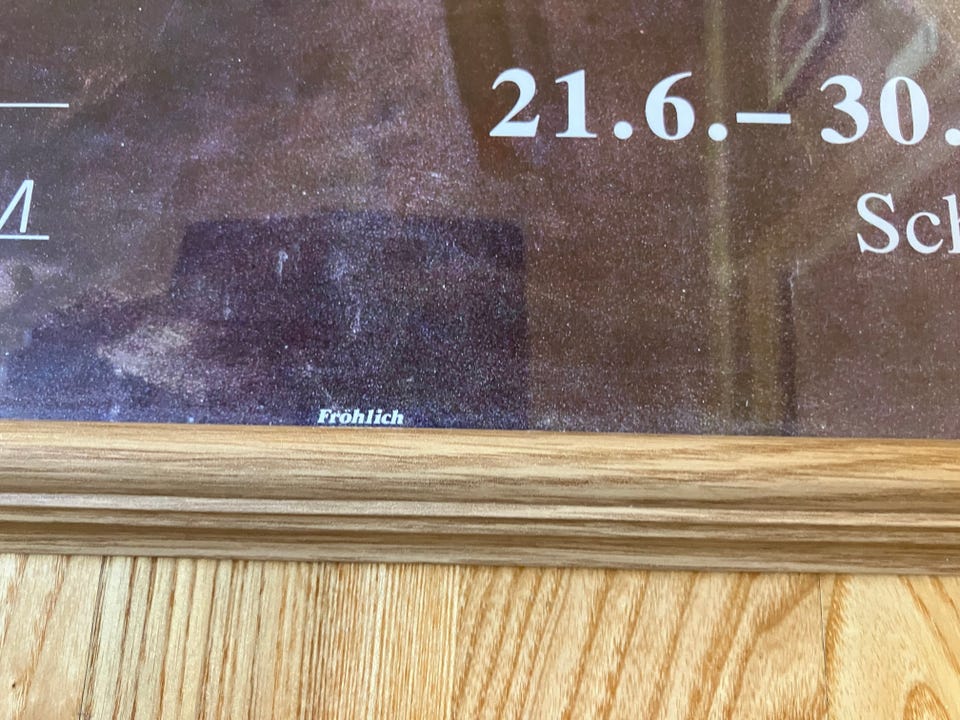 21.6.– 30.
Sch
Fröhlich